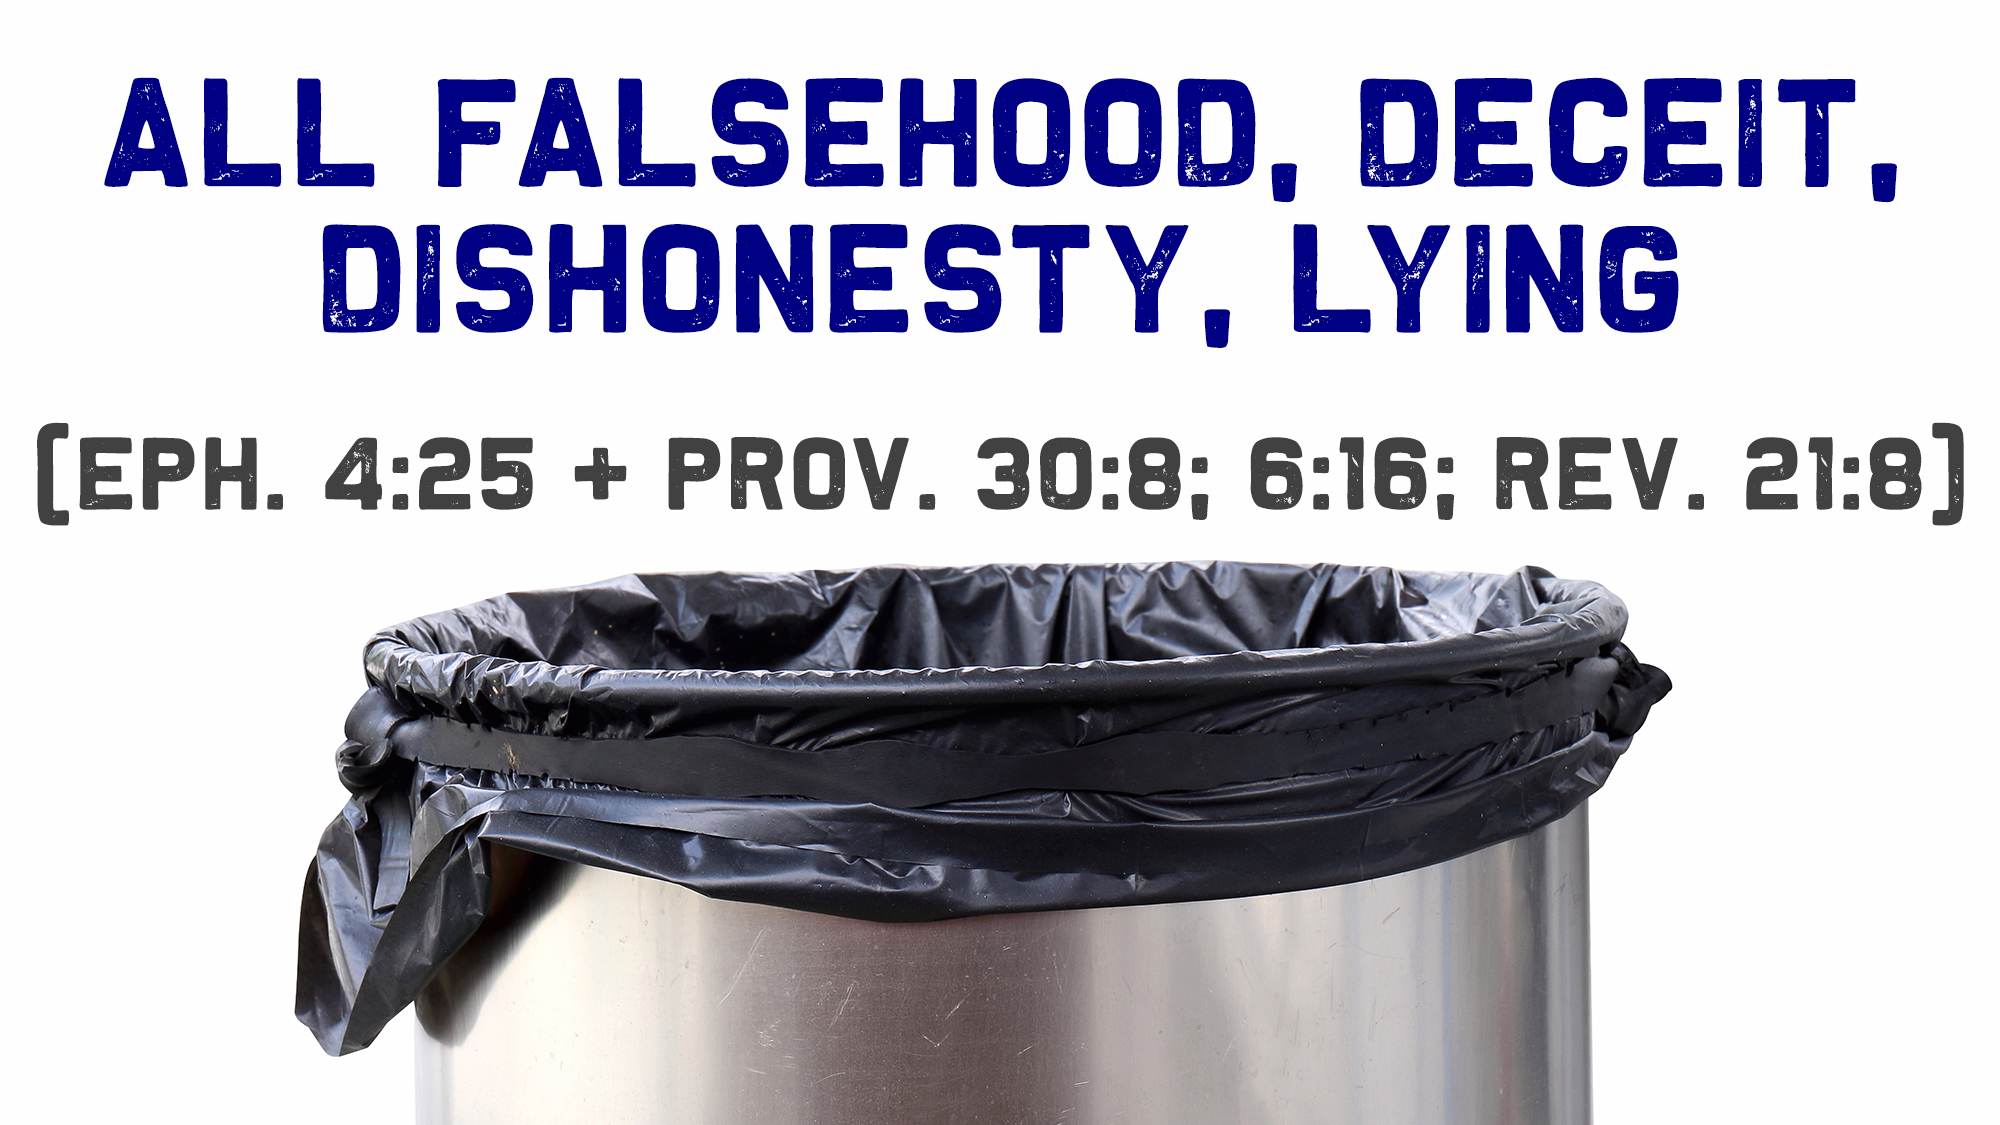 ALL FALSEHOOD, DECEIT,
DISHONESTY, LYING
[EPH. 4:25 + PROV. 30:8; 6:16; REV. 21:8]